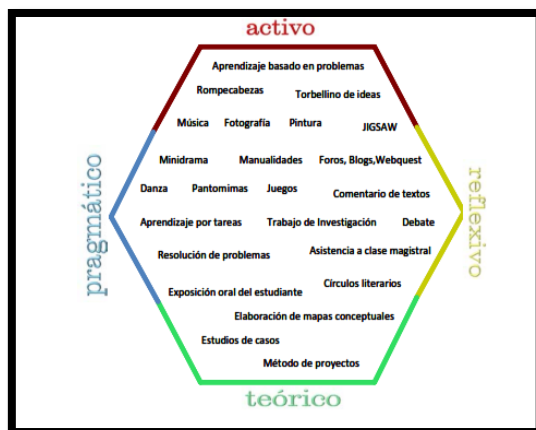 activo
Aprendizaje basado en problemas
Rompecabezas
Torbellino de ideas
Música Fotografía Pintura JIGSAW
Minidrama Manualidades Foros, Blogs,Webquest
Danza Pantomimas Juegos Comentario de textos
pragmático
reflexivo
Aprendizaje por tareas Trabajo de Investigación Debate
Resolución de problemas Asistencia a clase magistral
Exposición oral del estudiante Círculos literarios
Elaboración de mapas conceptuales
Estudios de casos
Método de proyectos
teórico